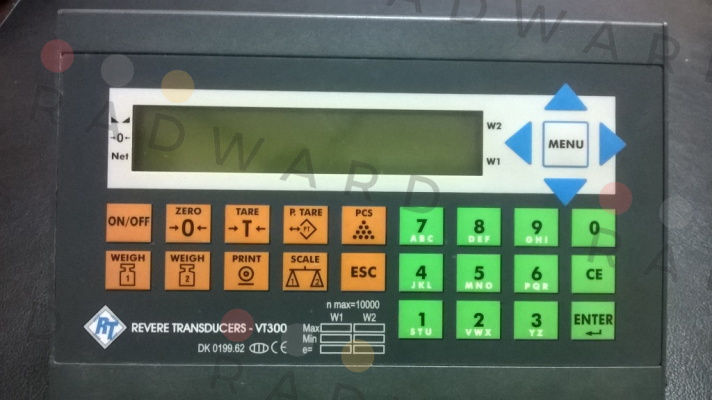 RADWARD
RADWARD
RADWAR
→0←
Net
W2
W1
MENU
ON/OFF
ZERO
→0←
TARE
→T←
P. TARE
→PT←
PCS
7
ABC
8
DEF
9
GHI
0
WEIGH
1
WEIGH
2
PRINT
SCALE
1 2
ESC
4
JKL
5
MNO
6
PQR
CE
1
STU
2
VWX
3
YZ
ENTER
RT
REVERE TRANSDUCERS - VT300
DK 0199.62 CE
n max=10000
W1 W2
Max
Min
e=